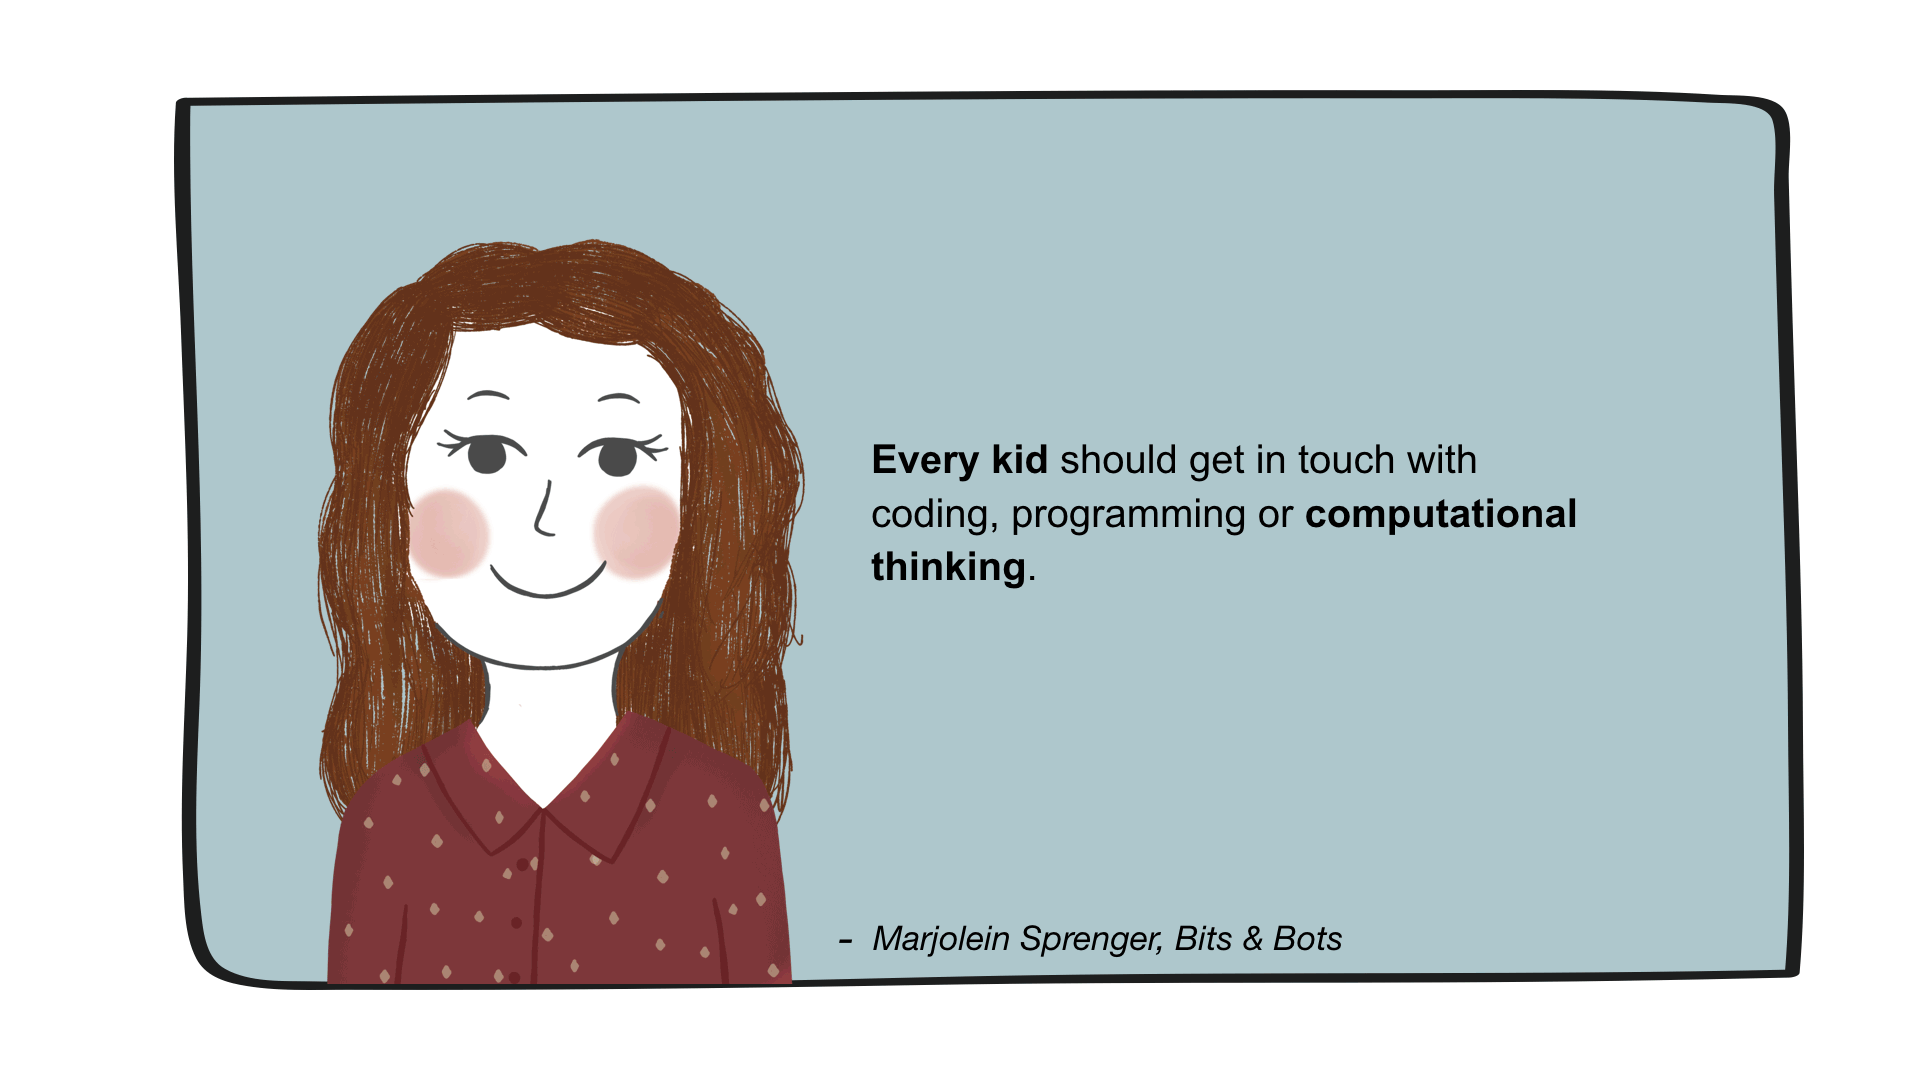 Every kid should get in touch with
coding, programming or computational
thinking.
- Marjolein Sprenger, Bits & Bots